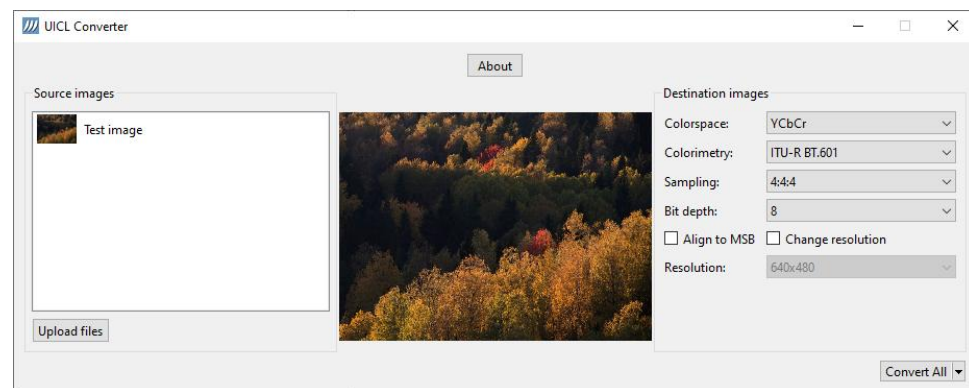 UICL Converter
About
Source images
Test image
Upload files
Destination images
Colorspace: YCbCr
Colorimetry: ITU-R BT.601
Sampling: 4:4:4
Bit depth: 8
Align to MSB Change resolution
Resolution: 640x480
Convert All